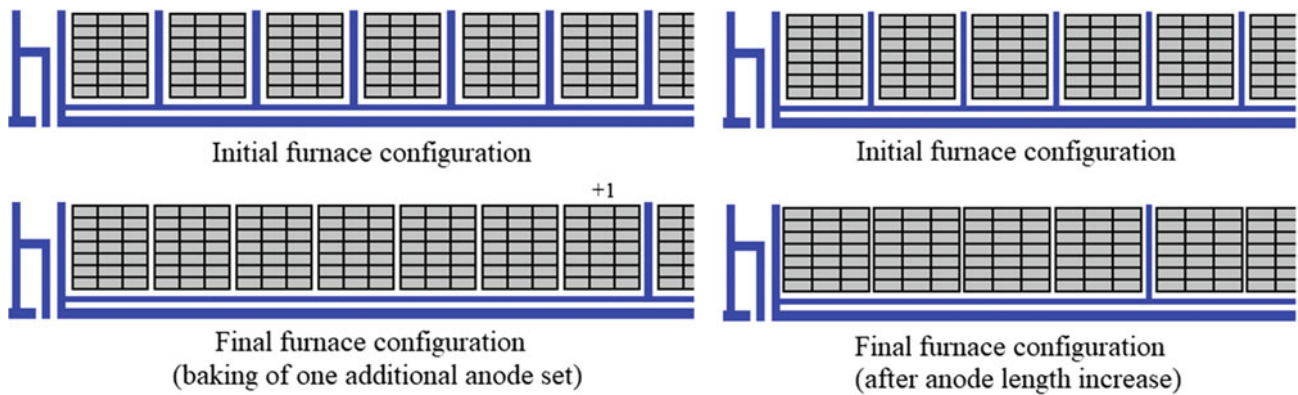 Initial furnace configuration
Initial furnace configuration
+1
Final furnace configuration
(baking of one additional anode set)
Final furnace configuration
(after anode length increase)